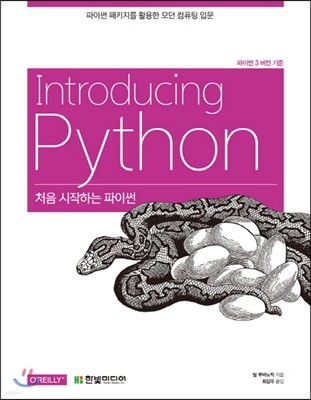 파이썬 패키지를 활용한 모던 컴퓨팅 입문
파이썬 3 버전 기준
Introducing
Python
처음 시작하는 파이썬
O'REILLY®
한빛미디어
빌 루바노빅 지음
최길우 옮김